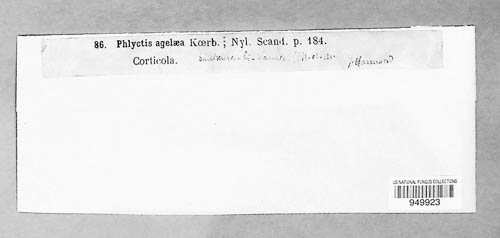 86. Phlyctis agelæa Kœrb.; Nyl. Scand. p. 184.
Corticola.
US NATIONAL FUNGUS COLLECTIONS
949923